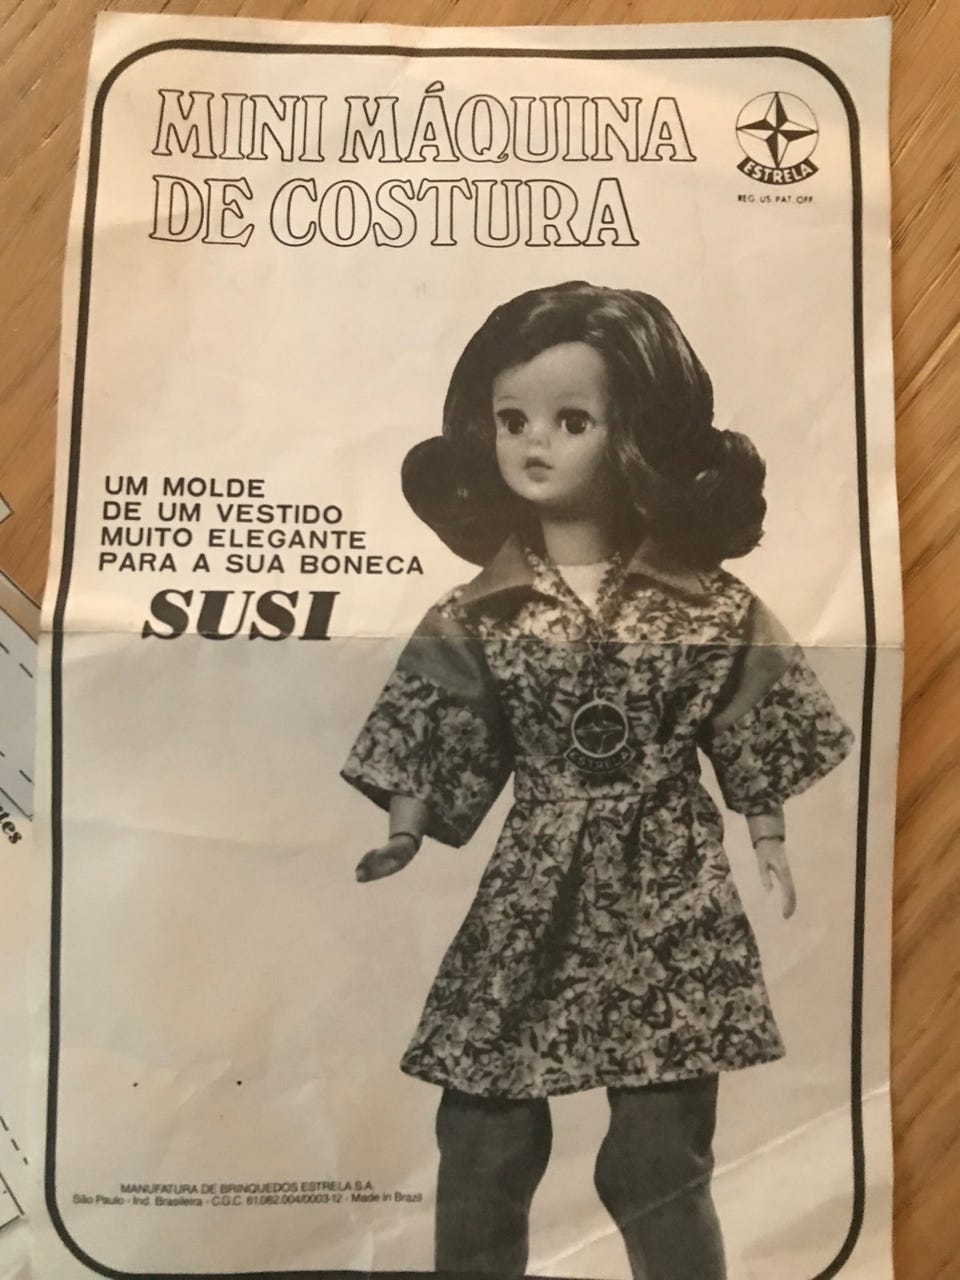 MINI MÁQUINA
DE COSTURA
ESTRELA
REG. US. PAT. OFF.
UM MOLDE
DE UM VESTIDO
MUITO ELEGANTE
PARA A SUA BONECA
SUSI
ESTRELA
MANUFATURA DE BRINQUEDOS ESTRELA S.A.
São Paulo - Ind. Brasileira - C.G.C. 61.082.004/0003-12 - Made in Brazil